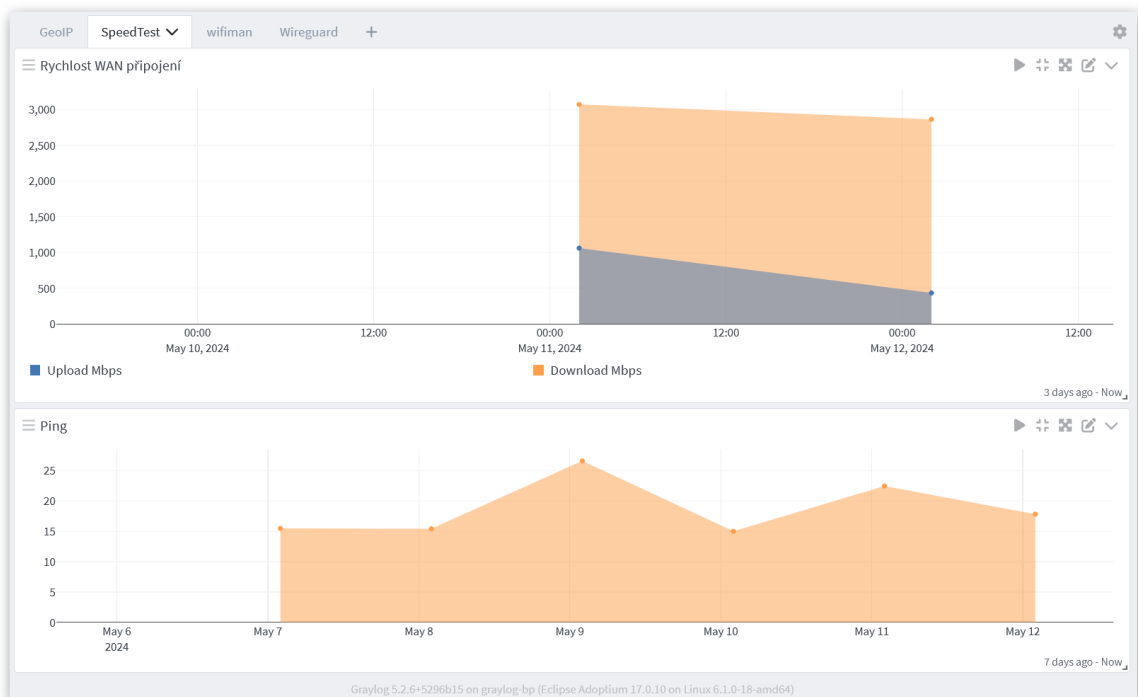 GeoIP SpeedTest wifiman Wireguard +
Rychlost WAN připojení
3,000
2,500
2,000
1,500
1,000
500
0
00:00 12:00 00:00 12:00 00:00 12:00
May 10, 2024 May 11, 2024 May 12, 2024
Upload Mbps Download Mbps
3 days ago - Now
Ping
25
20
15
10
5
0
May 6 May 7 May 8 May 9 May 10 May 11 May 12
2024
7 days ago - Now
Graylog 5.2.6+5296b15 on graylog-bp (Eclipse Adoptium 17.0.10 on Linux 6.1.0-18-amd64)